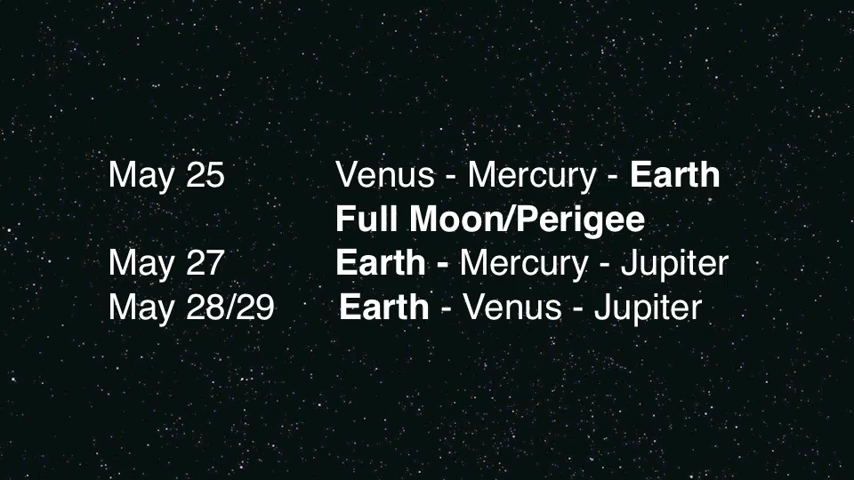 May 25 Venus - Mercury - Earth
Full Moon/Perigee
May 27 Earth - Mercury - Jupiter
May 28/29 Earth - Venus - Jupiter